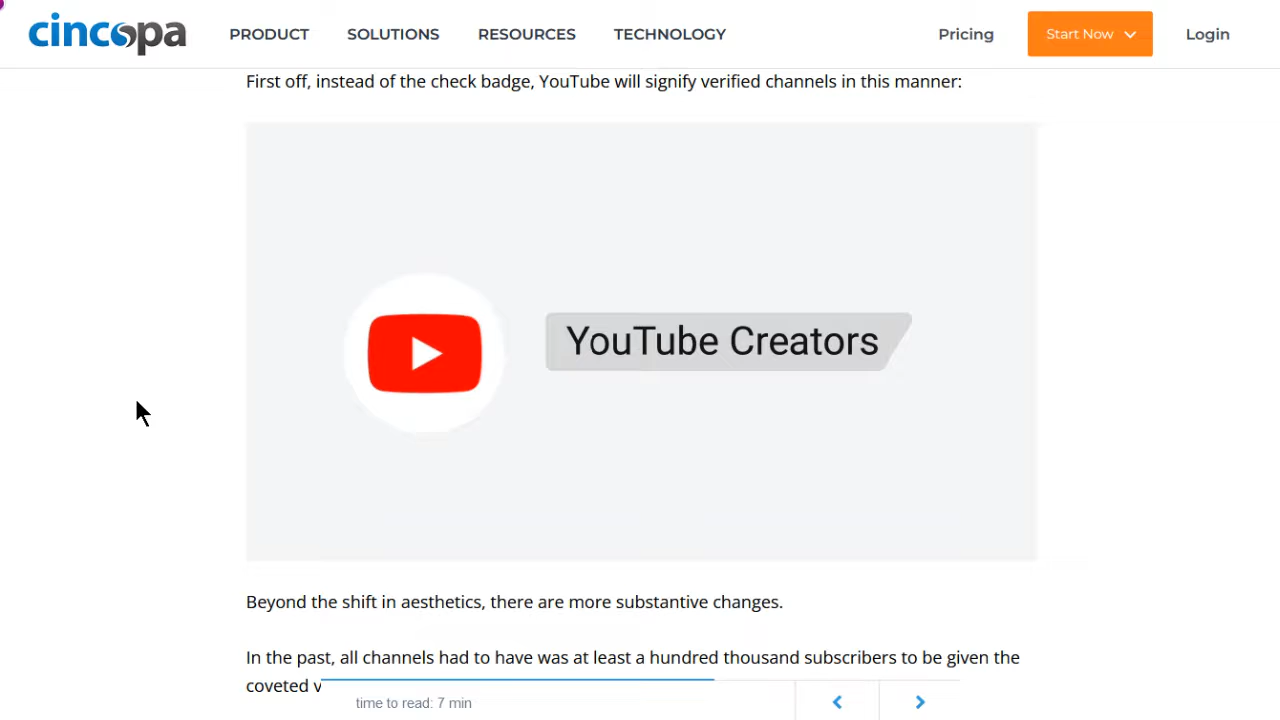 cincopa PRODUCT SOLUTIONS RESOURCES TECHNOLOGY Pricing Start Now Login
First off, instead of the check badge, YouTube will signify verified channels in this manner:
YouTube Creators
Beyond the shift in aesthetics, there are more substantive changes.
In the past, all channels had to have was at least a hundred thousand subscribers to be given the
coveted
time to read: 7 min